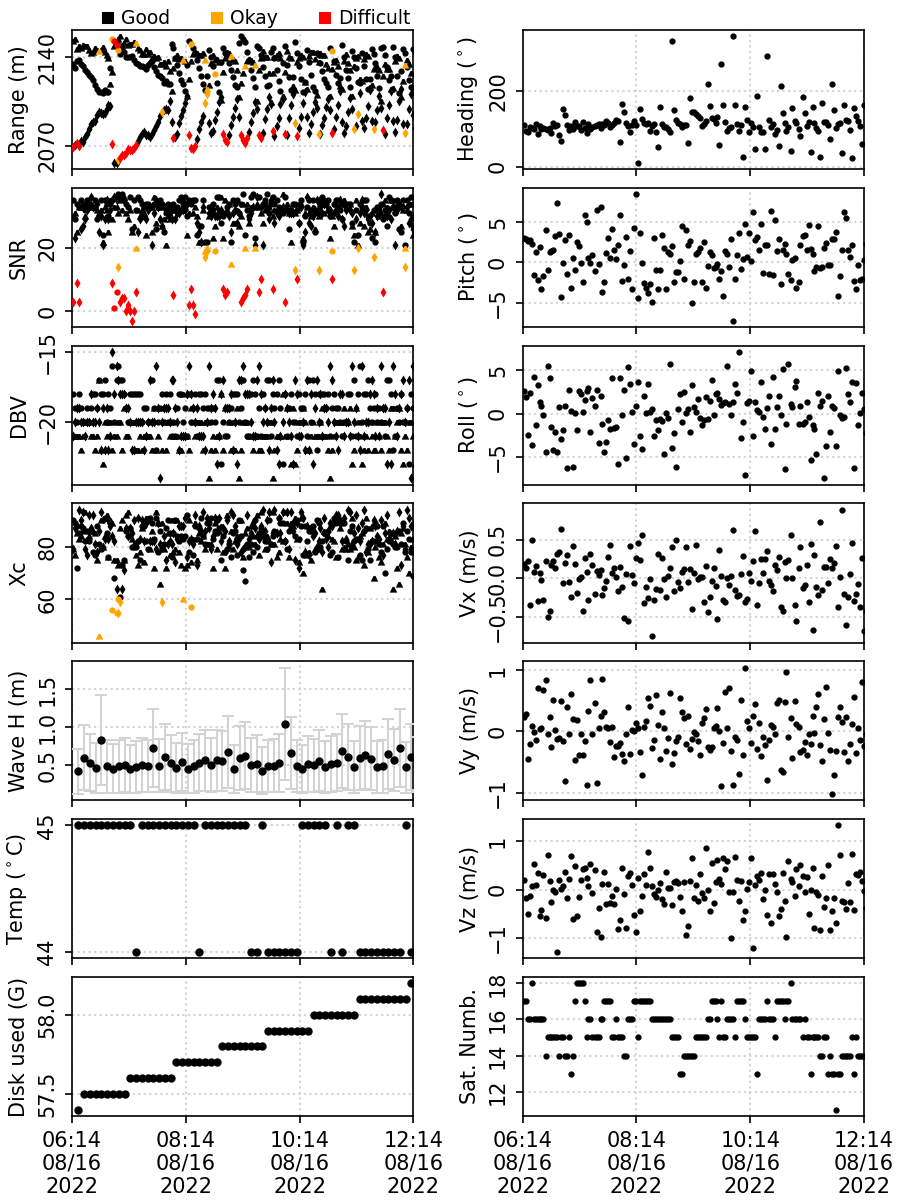 Good Okay Difficult
Range (m)
2140
2070
Heading (°)
200
0
SNR
20
0
Pitch (°)
5
0
−5
DBV
−15
−20
Roll (°)
5
0
−5
Xc
80
60
Vx (m/s)
0.5
0.0
−0.5
Wave H (m)
1.5
1.0
0.5
Vy (m/s)
1
0
−1
Temp (°C)
45
44
Vz (m/s)
1
0
−1
Disk used (G)
58.0
57.5
Sat. Numb.
18
16
14
12
06:14 08:14 10:14 12:14
08/16 08/16 08/16 08/16
2022 2022 2022 2022
06:14 08:14 10:14 12:14
08/16 08/16 08/16 08/16
2022 2022 2022 2022